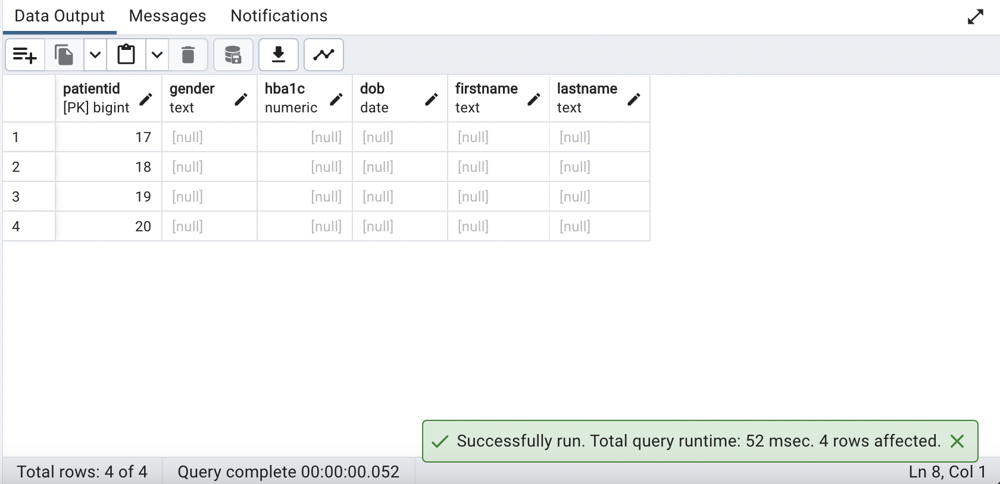 Data Output Messages Notifications
patientid gender hba1c dob firstname lastname
[PK] bigint text numeric date text text
1 17 [null] [null] [null] [null] [null]
2 18 [null] [null] [null] [null] [null]
3 19 [null] [null] [null] [null] [null]
4 20 [null] [null] [null] [null] [null]
Successfully run. Total query runtime: 52 msec. 4 rows affected.
Total rows: 4 of 4 Query complete 00:00:00.052 Ln 8, Col 1